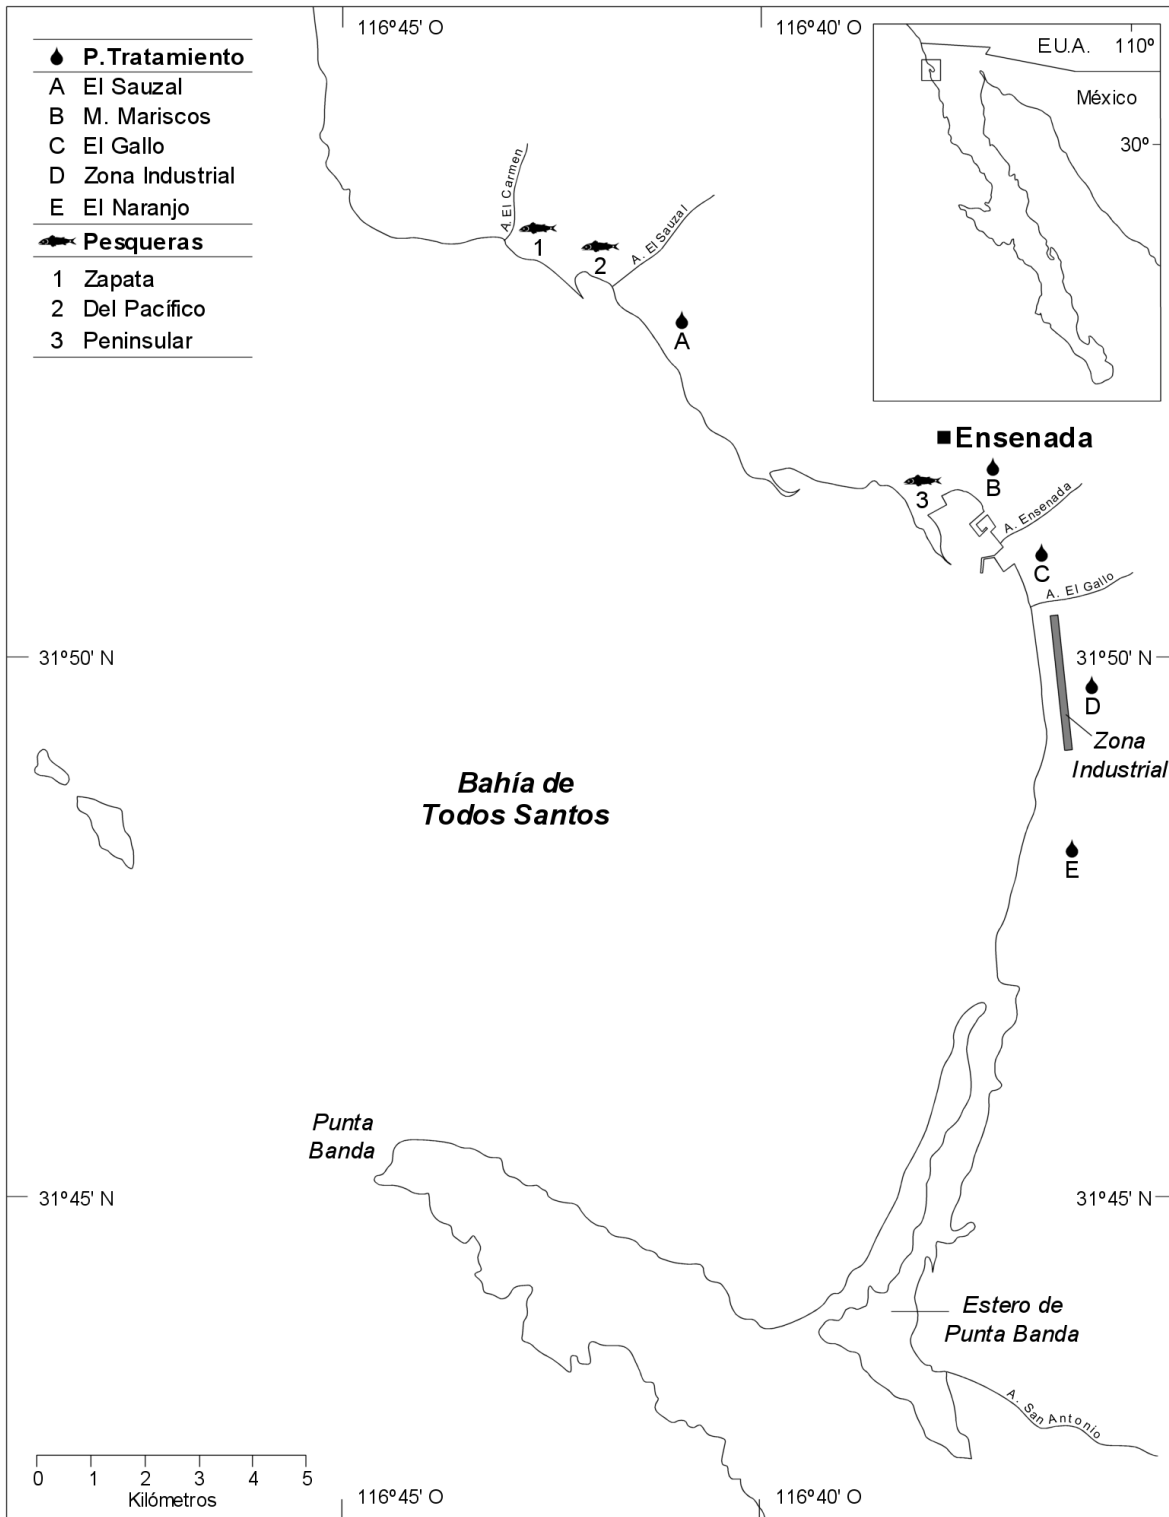 116º45' O
116º40' O
P.Tratamiento
A El Sauzal
B M. Mariscos
C El Gallo
D Zona Industrial
E El Naranjo
Pesqueras
1 Zapata
2 Del Pacífico
3 Peninsular
E.U.A.
110º
México
30º
A. El Carmen
1
2
A. El Sauzal
A
Ensenada
B
3
A. Ensenada
C
A. El Gallo
31º50' N
31º50' N
D
Zona
Industrial
Bahía de
Todos Santos
E
Punta
Banda
31º45' N
31º45' N
Estero de
Punta Banda
A. San Antonio
0 1 2 3 4 5
Kilómetros
116º45' O
116º40' O